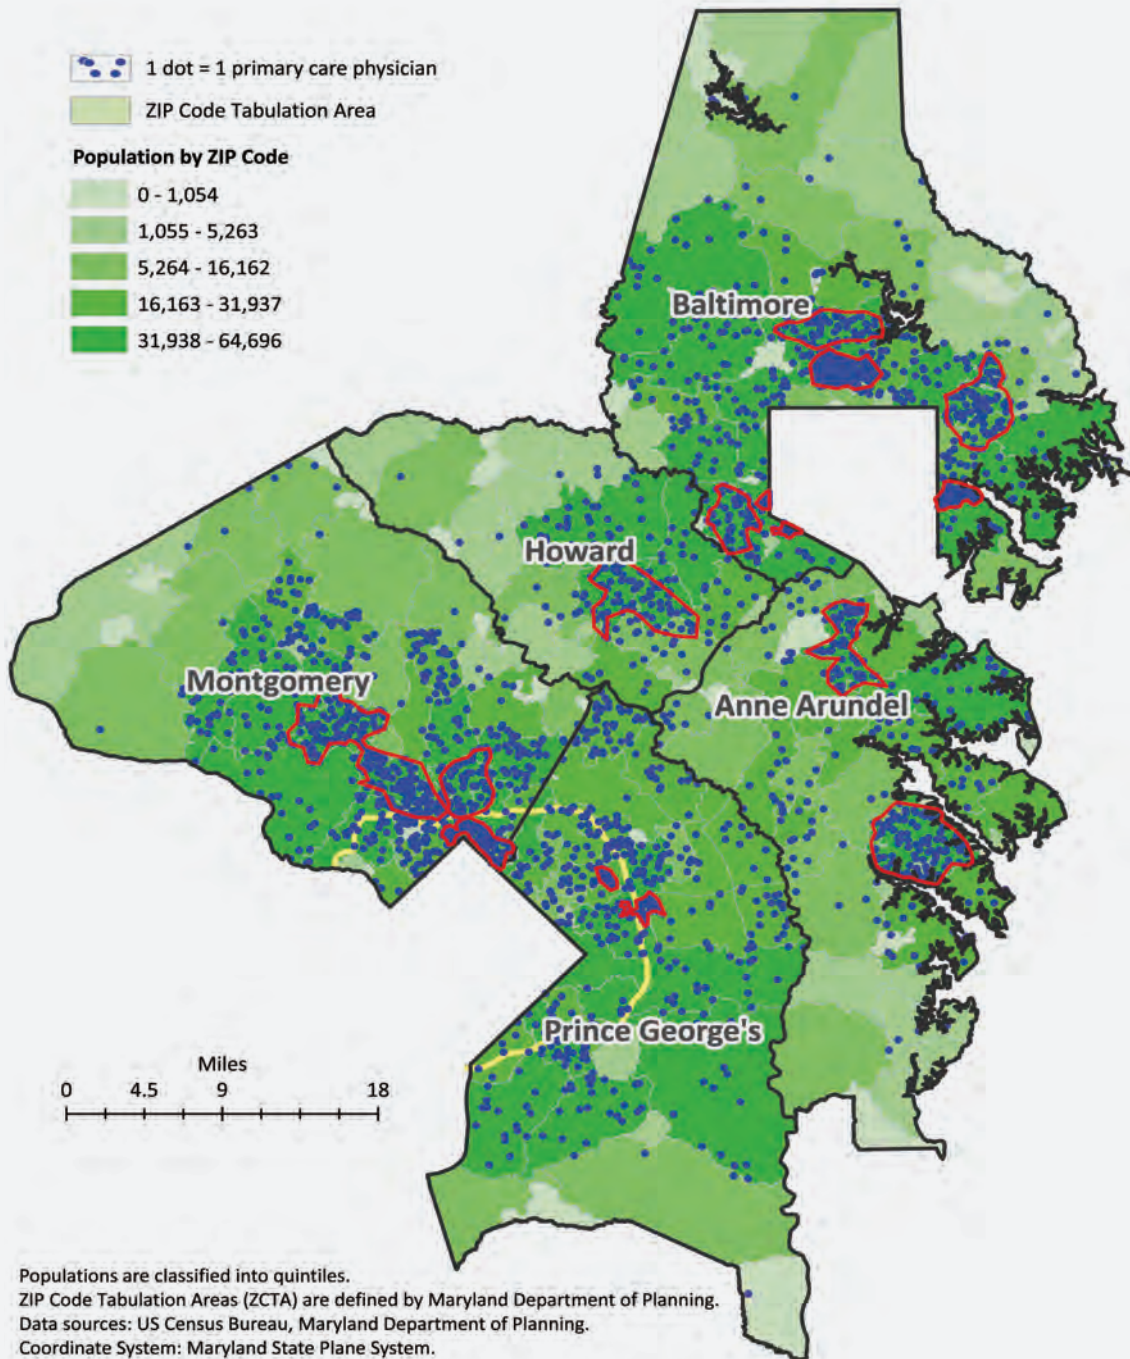 1 dot = 1 primary care physician
ZIP Code Tabulation Area
Population by ZIP Code
0 - 1,054
1,055 - 5,263
5,264 - 16,162
16,163 - 31,937
31,938 - 64,696
Baltimore
Howard
Montgomery
Anne Arundel
Prince George's
Miles
0 4.5 9 18
Populations are classified into quintiles.
ZIP Code Tabulation Areas (ZCTA) are defined by Maryland Department of Planning.
Data sources: US Census Bureau, Maryland Department of Planning.
Coordinate System: Maryland State Plane System.